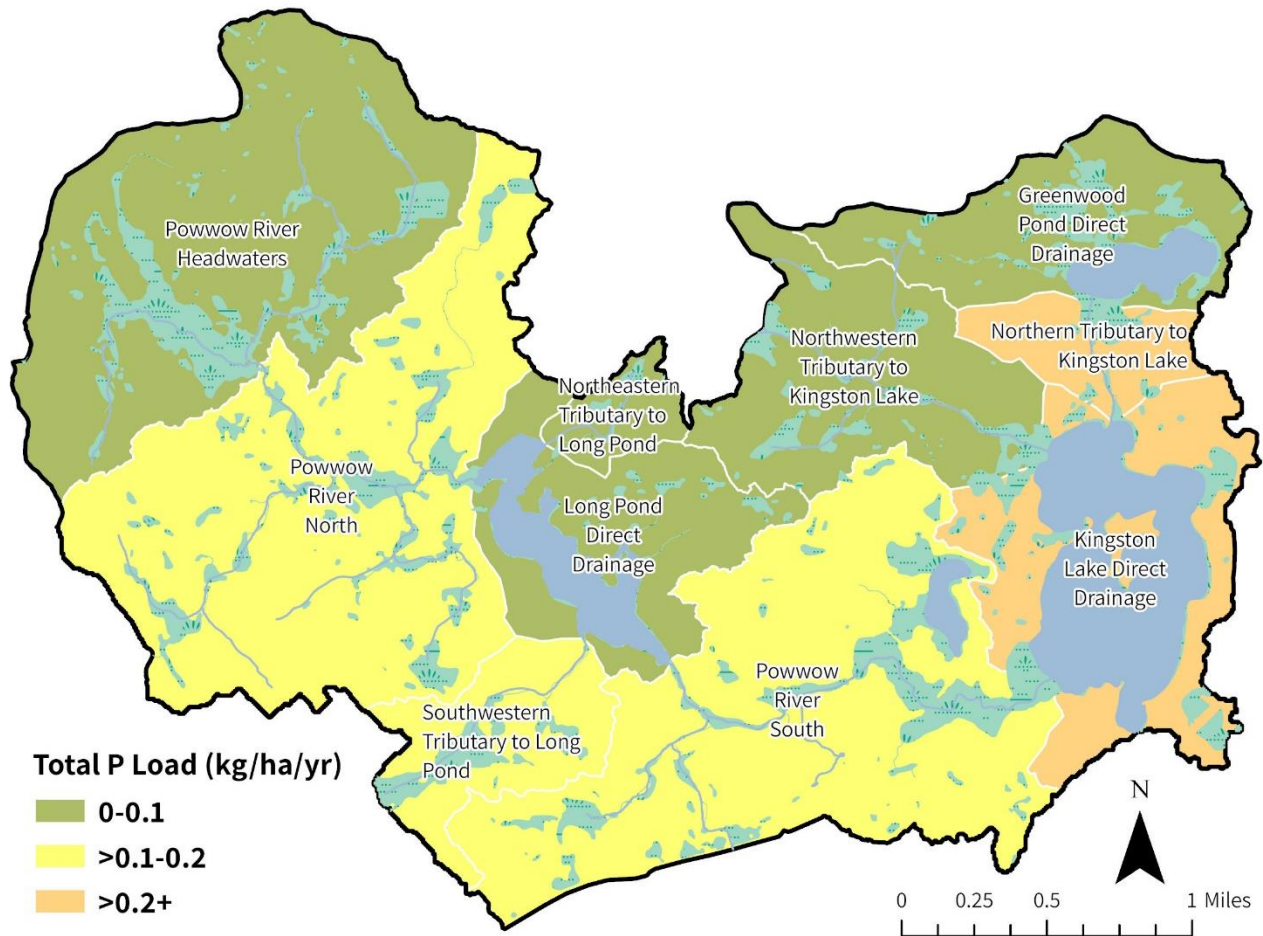 Powwow River
Headwaters
Greenwood
Pond Direct
Drainage
Northern Tributary to
Kingston Lake
Northwestern
Tributary to
Kingston Lake
Northeastern
Tributary to
Long Pond
Powwow
River
North
Long Pond
Direct
Drainage
Kingston
Lake Direct
Drainage
Powwow
River
South
Southwestern
Tributary to Long
Pond
Total P Load (kg/ha/yr)
0-0.1
>0.1-0.2
>0.2+
N
0 0.25 0.5 1 Miles